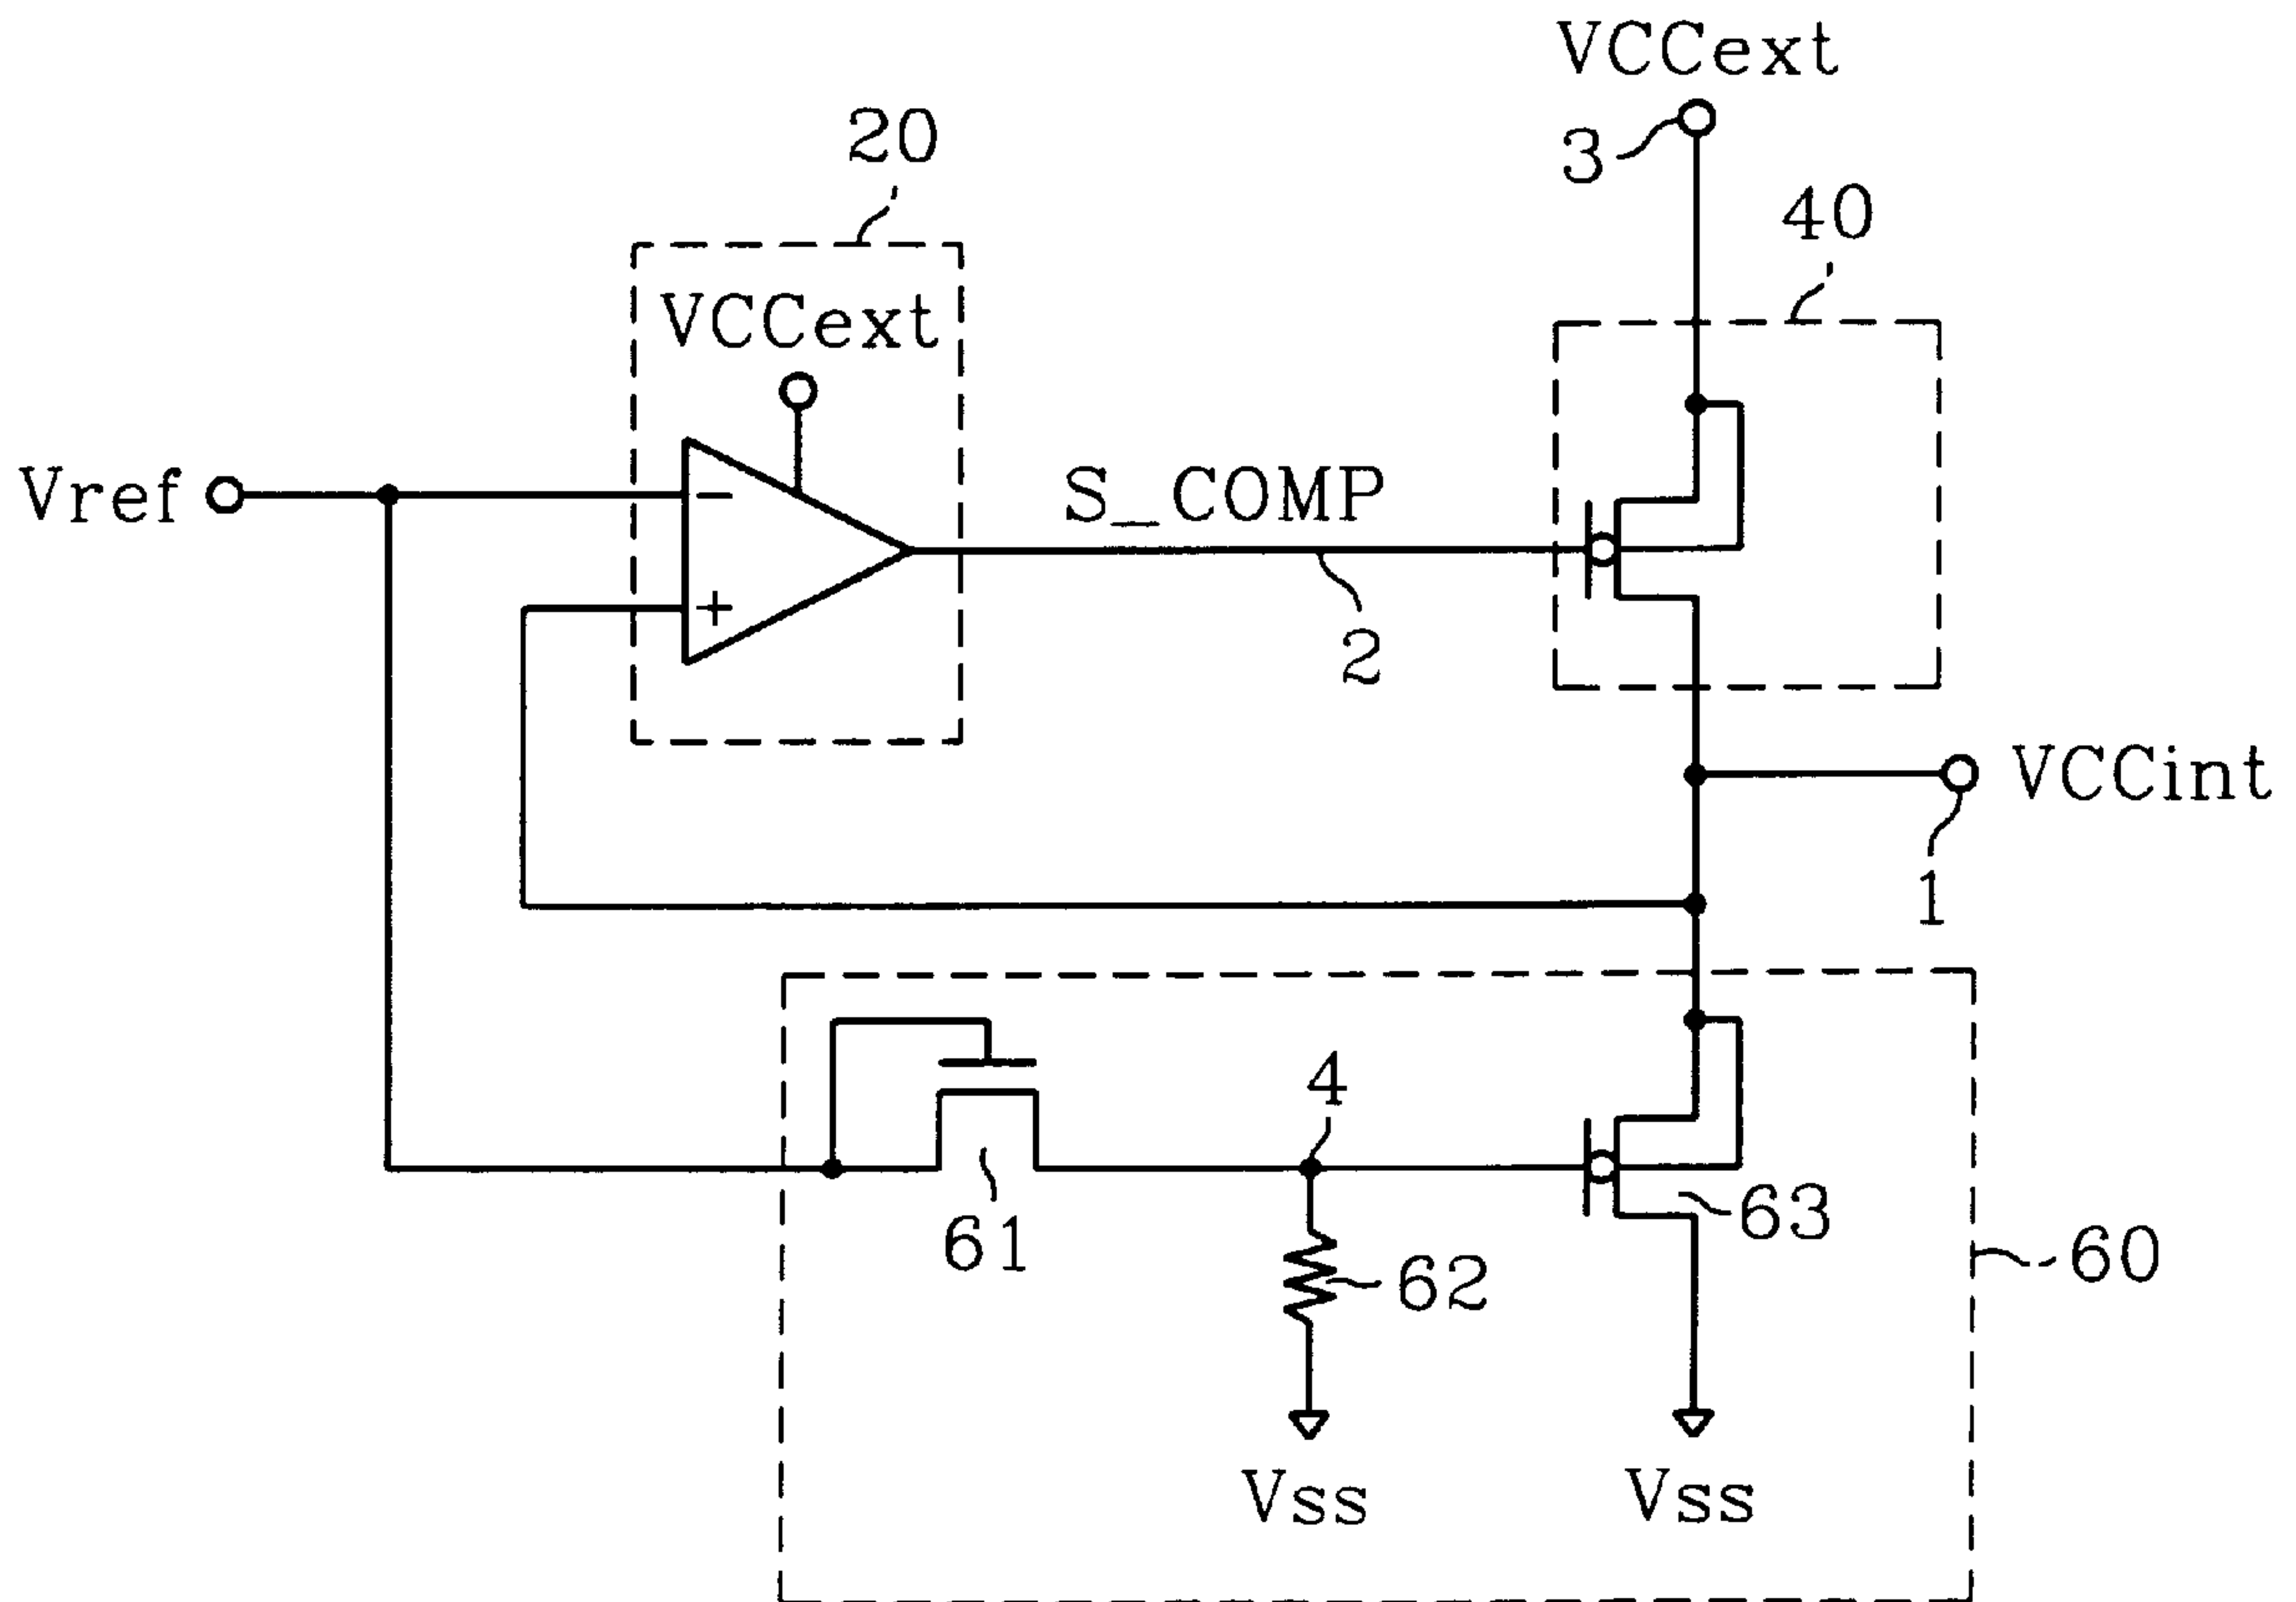 VCCext
3
20
40
VCCext
Vref
−
S_COMP
+
2
VCCint
1
4
61
63
62
60
Vss
Vss